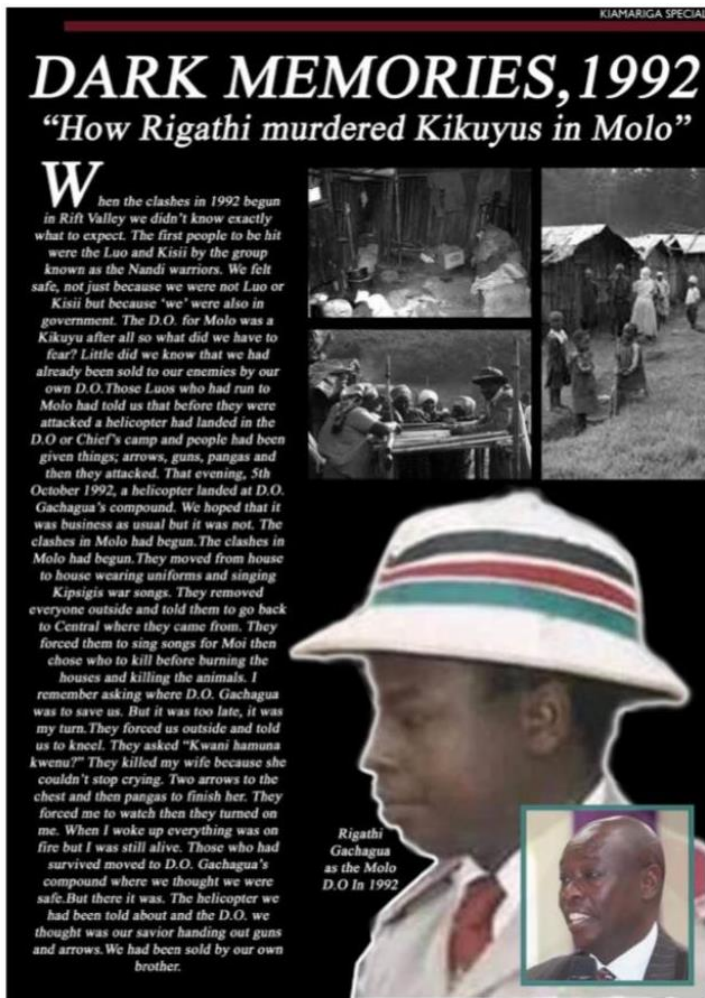 KIAMARIGA SPECIAL
DARK MEMORIES, 1992
“How Rigathi murdered Kikuyus in Molo”
When the clashes in 1992 begun
in Rift Valley we didn’t know exactly
what to expect. The first people to be hit
were the Luo and Kisii by the group
known as the Nandi warriors. We felt
safe, not just because we were not Luo or
Kisii but because ‘we’ were also in
government. The D.O. for Molo was a
Kikuyu after all so what did we have to
fear? Little did we know that we had
already been sold to our enemies by our
own D.O.Those Luos who had run to
Molo had told us that before they were
attacked a helicopter had landed in the
D.O or Chief’s camp and people had been
given things; arrows, guns, pangas and
then they attacked. That evening, 5th
October 1992, a helicopter landed at D.O.
Gachagua’s compound. We hoped that it
was business as usual but it was not. The
clashes in Molo had begun.The clashes in
Molo had begun.They moved from house
to house wearing uniforms and singing
Kipsigis war songs. They removed
everyone outside and told them to go back
to Central where they came from. They
forced them to sing songs for Moi then
chose who to kill before burning the
houses and killing the animals. I
remember asking where D.O. Gachagua
was to save us. But it was too late, it was
my turn.They forced us outside and told
us to kneel. They asked “Kwani hamuna
kwenu?” They killed my wife because she
couldn’t stop crying. Two arrows to the
chest and then pangas to finish her. They
forced me to watch then they turned on
me. When I woke up everything was on
fire but I was still alive. Those who had
survived moved to D.O. Gachagua’s
compound where we thought we were
safe.But there it was. The helicopter we
had been told about and the D.O. we
thought was our savior handing out guns
and arrows. We had been sold by our own
brother.
Rigathi
Gachagua
as the Molo
D.O In 1992